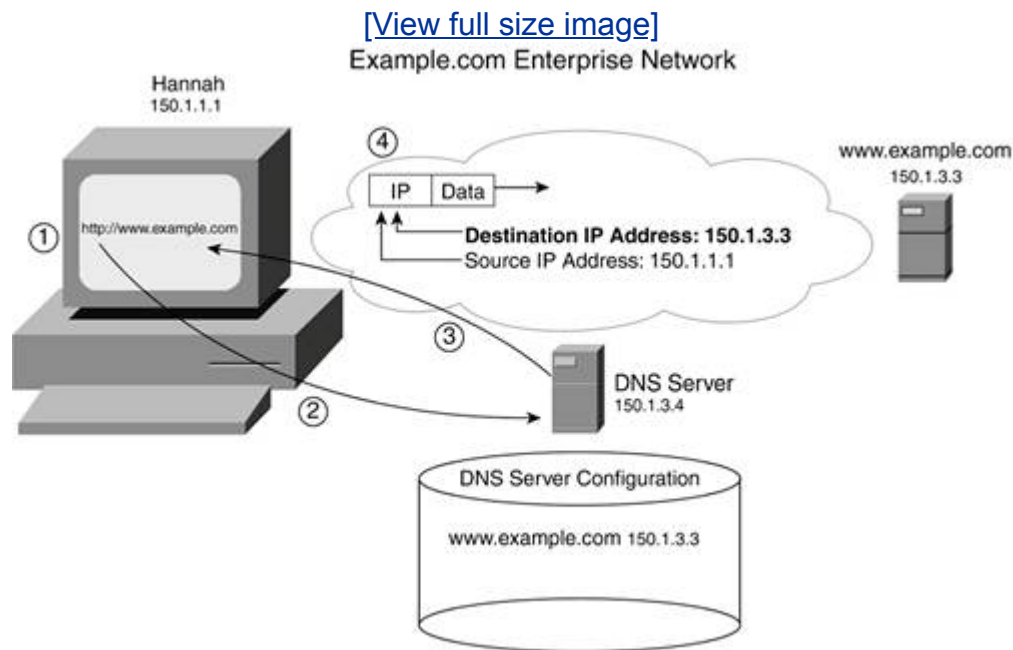 [View full size image]
Example.com Enterprise Network
Hannah
150.1.1.1
4
www.example.com
150.1.3.3
IP Data
1
http://www.example.com
Destination IP Address: 150.1.3.3
Source IP Address: 150.1.1.1
3
DNS Server
150.1.3.4
2
DNS Server Configuration
www.example.com 150.1.3.3